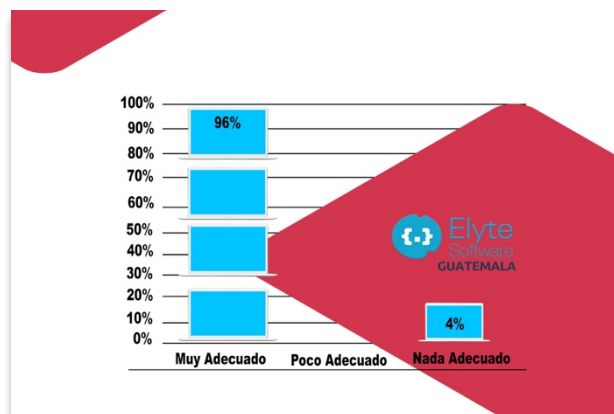 100%
90%
80%
70%
60%
50%
40%
30%
20%
10%
0%
96%
4%
{.}
Elyte
Software
GUATEMALA
Muy Adecuado
Poco Adecuado
Nada Adecuado